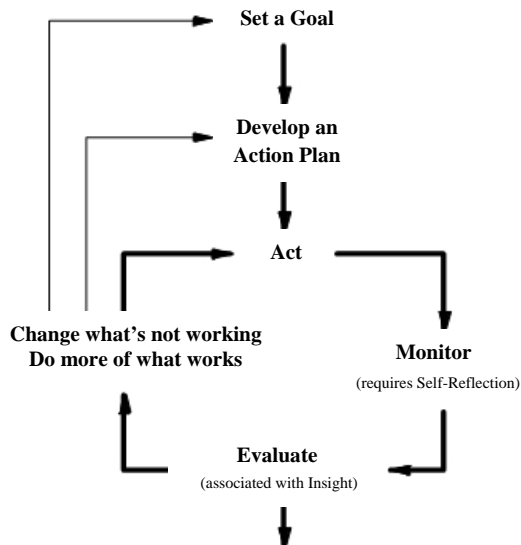 Set a Goal
Develop an
Action Plan
Act
Change what's not working
Do more of what works
Monitor
(requires Self-Reflection)
Evaluate
(associated with Insight)